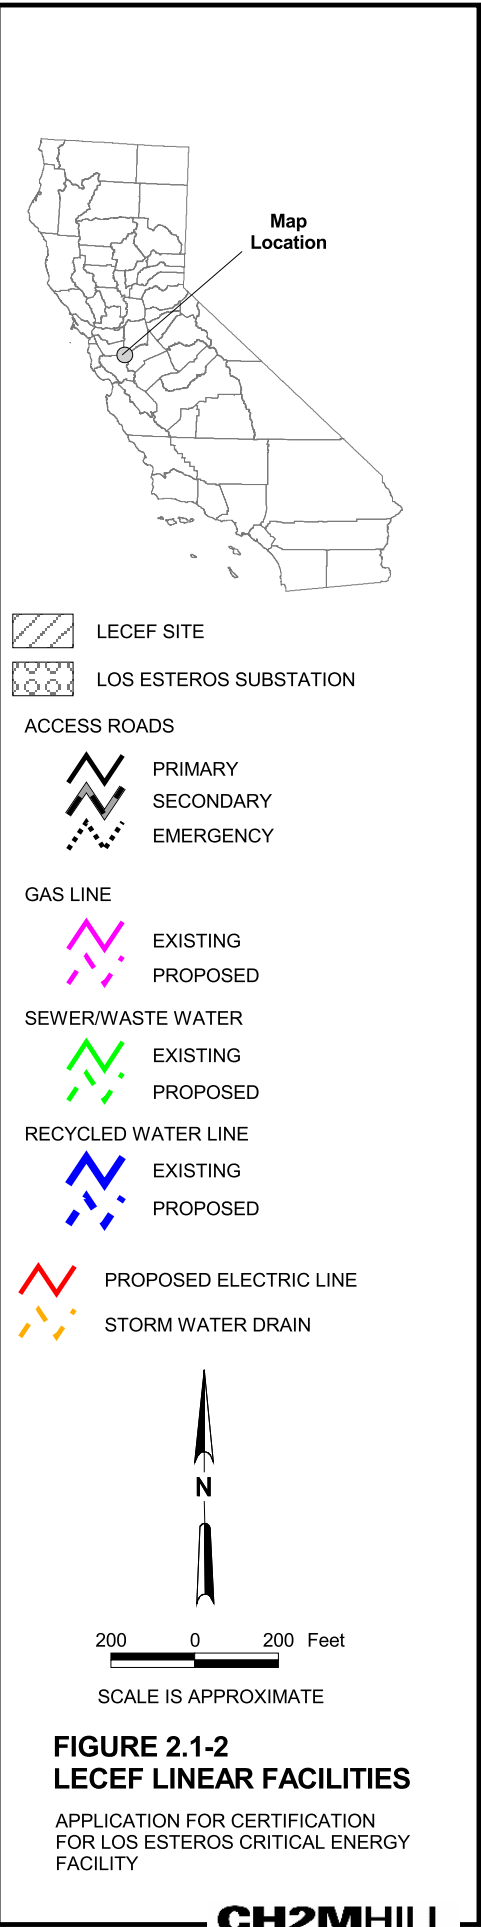 Map
Location
LECEF SITE
LOS ESTEROS SUBSTATION
ACCESS ROADS
PRIMARY
SECONDARY
EMERGENCY
GAS LINE
EXISTING
PROPOSED
SEWER/WASTE WATER
EXISTING
PROPOSED
RECYCLED WATER LINE
EXISTING
PROPOSED
PROPOSED ELECTRIC LINE
STORM WATER DRAIN
N
200 0 200 Feet
SCALE IS APPROXIMATE
FIGURE 2.1-2
LECEF LINEAR FACILITIES
APPLICATION FOR CERTIFICATION
FOR LOS ESTEROS CRITICAL ENERGY
FACILITY
CH2MHILL